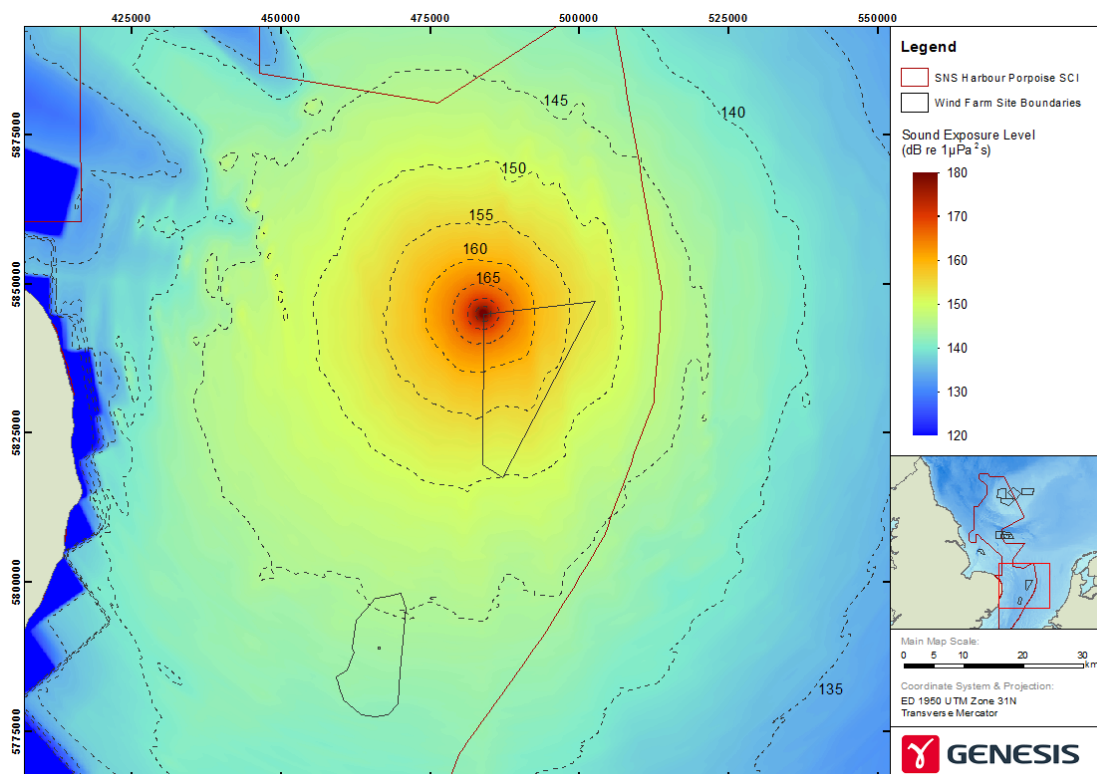 425000 450000 475000 500000 525000 550000
5875000
5850000
5825000
5800000
5775000
145
140
150
155
160
165
135
Legend
SNS Harbour Porpoise SCI
Wind Farm Site Boundaries
Sound Exposure Level
(dB re 1µPa²s)
180
170
160
150
140
130
120
Main Map Scale:
0 5 10 20 30
km
Coordinate System & Projection:
ED 1950 UTM Zone 31N
Transverse Mercator
GENESIS